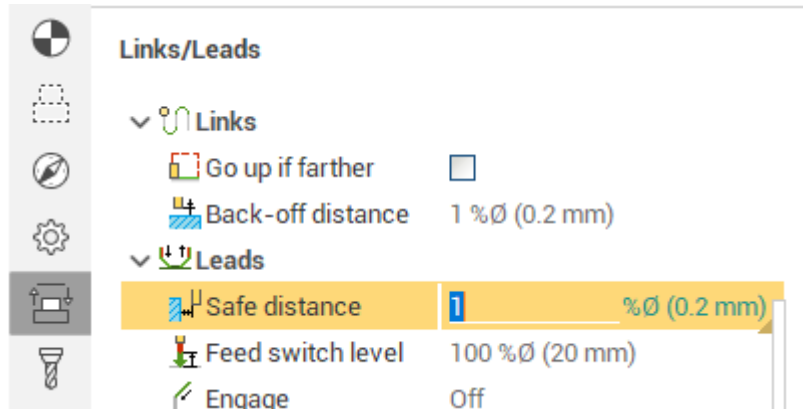 Links/Leads
Links
Go up if farther
Back-off distance 1 %Ø (0.2 mm)
Leads
Safe distance 1 %Ø (0.2 mm)
Feed switch level 100 %Ø (20 mm)
Engage Off